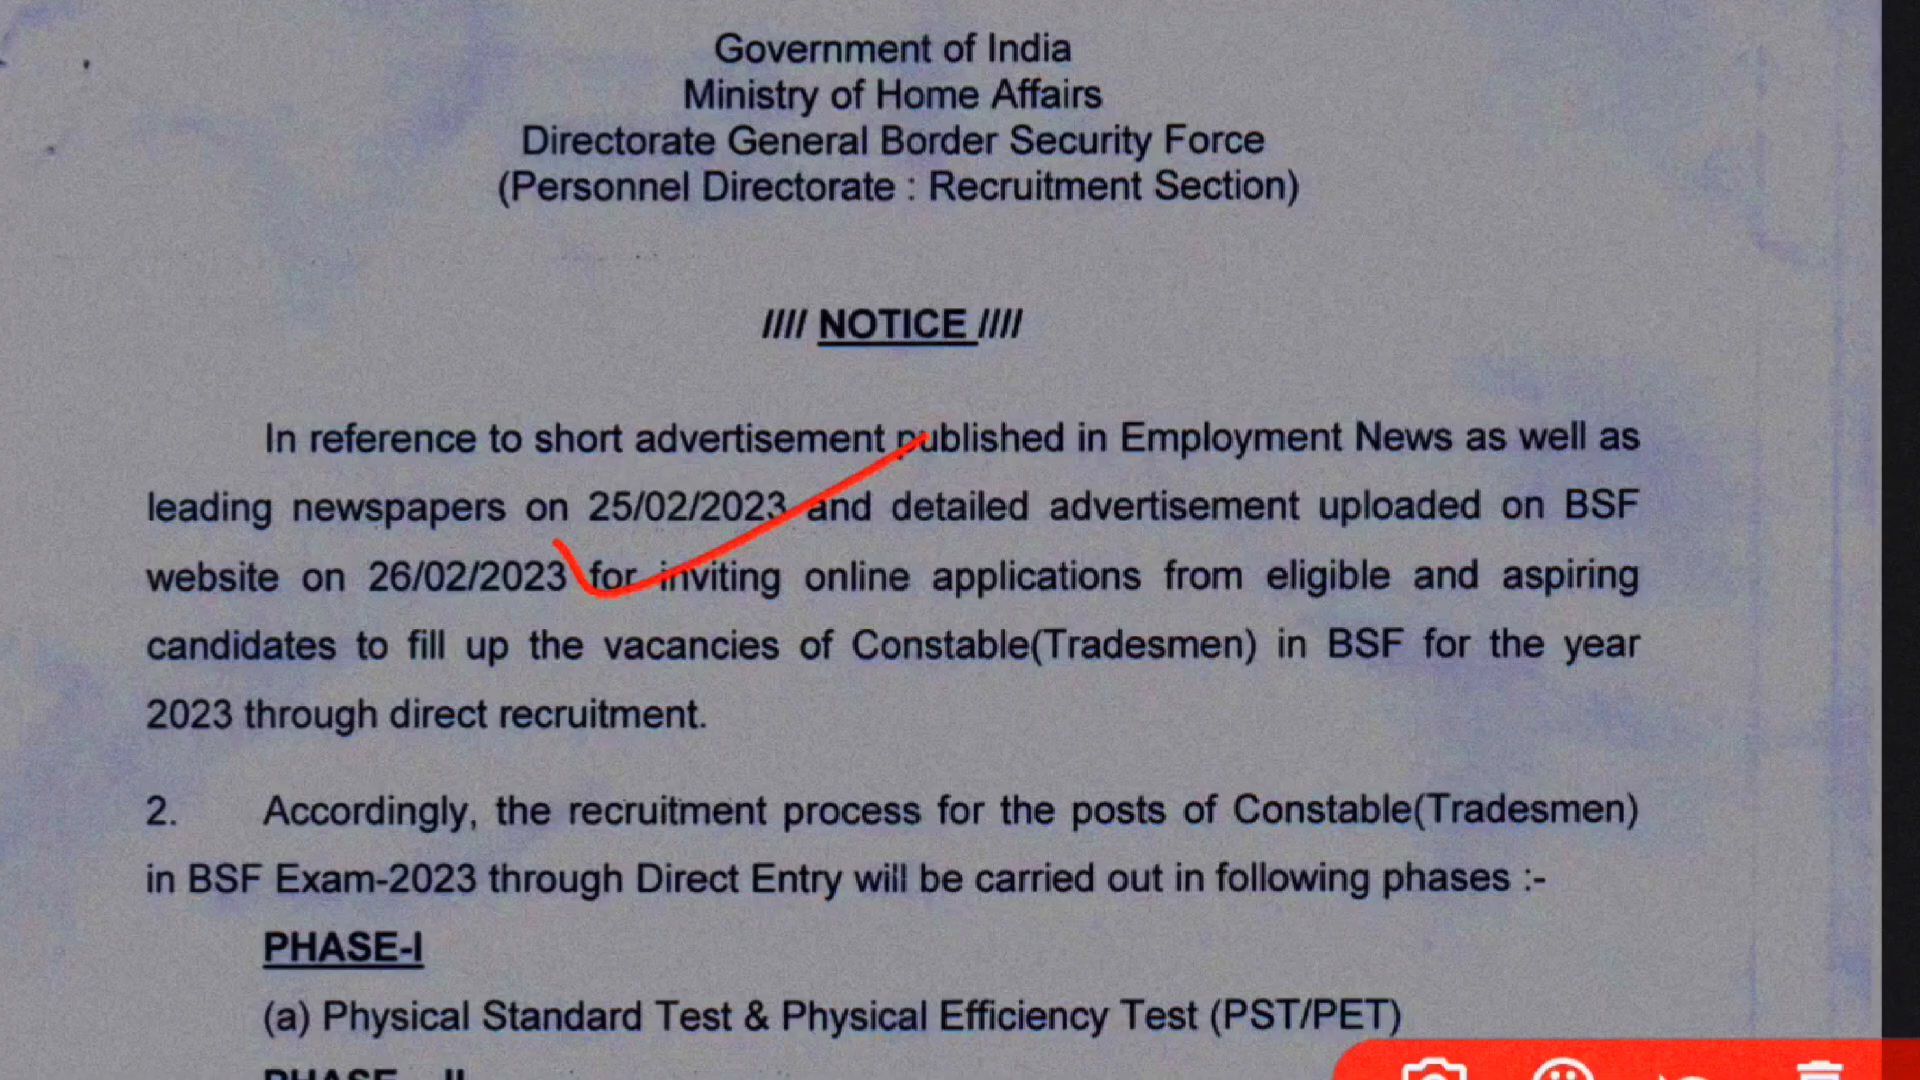 Government of India
Ministry of Home Affairs
Directorate General Border Security Force
(Personnel Directorate : Recruitment Section)
//// NOTICE ////
In reference to short advertisement published in Employment News as well as
leading newspapers on 25/02/2023 and detailed advertisement uploaded on BSF
website on 26/02/2023 for inviting online applications from eligible and aspiring
candidates to fill up the vacancies of Constable(Tradesmen) in BSF for the year
2023 through direct recruitment.
2. Accordingly, the recruitment process for the posts of Constable(Tradesmen)
in BSF Exam-2023 through Direct Entry will be carried out in following phases :-
PHASE-I
(a) Physical Standard Test & Physical Efficiency Test (PST/PET)
PHASE - II